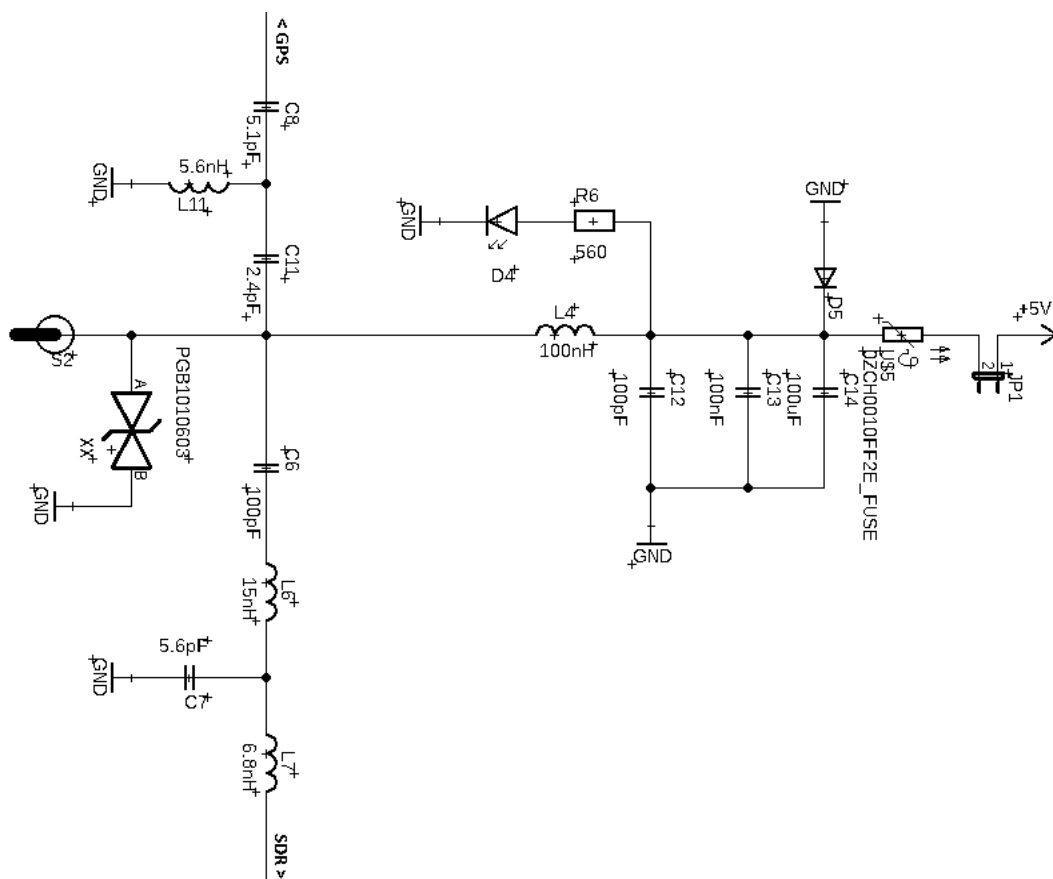 < GPS
C8
5.1pF
5.6nH
GND
L11
C11
2.4pF
GND
R6
560
D4
GND
D5
+5V
S2
L4
100nH
PGB1010603
A
B
XX
GND
C6
100pF
C12
100pF
C13
100nF
C14
100uF
DZCH0010FF2E_FUSE
2
1
JP1
GND
L6
15nH
5.6pF
GND
C7
L7
6.8nH
SDR >